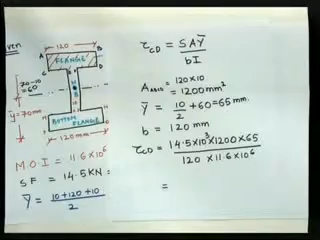 ven
120
A
FLANGE
B
C
D
70-10
=60
ȳ=70mm
BOTTOM FLANGE
120 mm
M.O.I = 11.6×10⁶
SF = 14.5KN =
Ȳ = (10+120+10)/2
τCD = SAȲ/bI
AABCD = 120×10
= 1200mm²
Ȳ = 10/2 + 60 = 65 mm.
b = 120 mm
τCD = (14.5×10³×1200×65)/(120×11.6×10⁶)
=